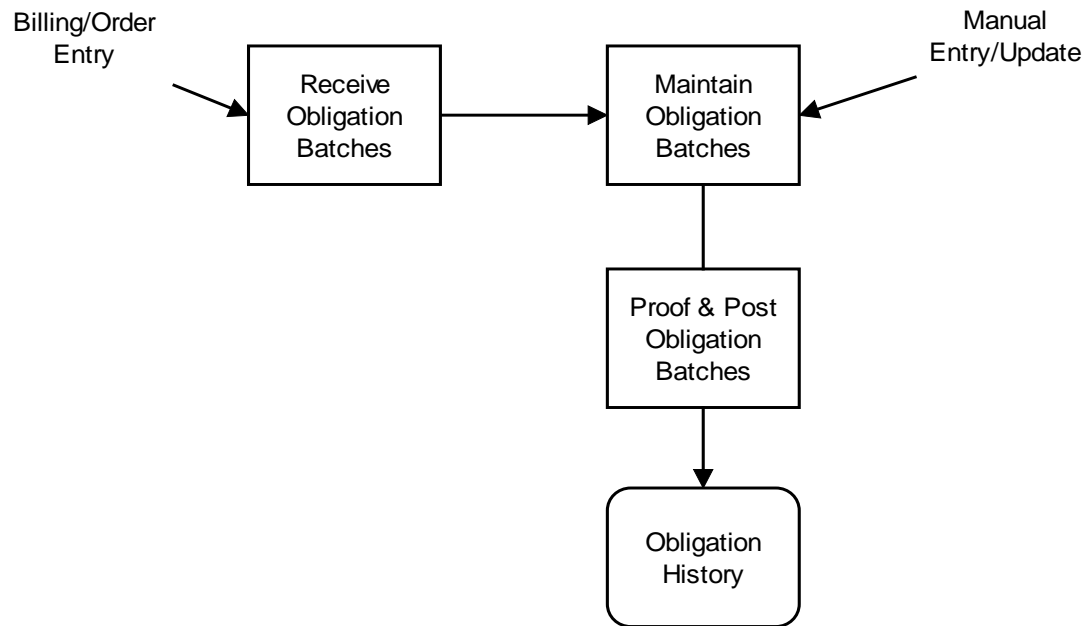 Billing/Order
Entry
Manual
Entry/Update
Receive
Obligation
Batches
Maintain
Obligation
Batches
Proof & Post
Obligation
Batches
Obligation
History